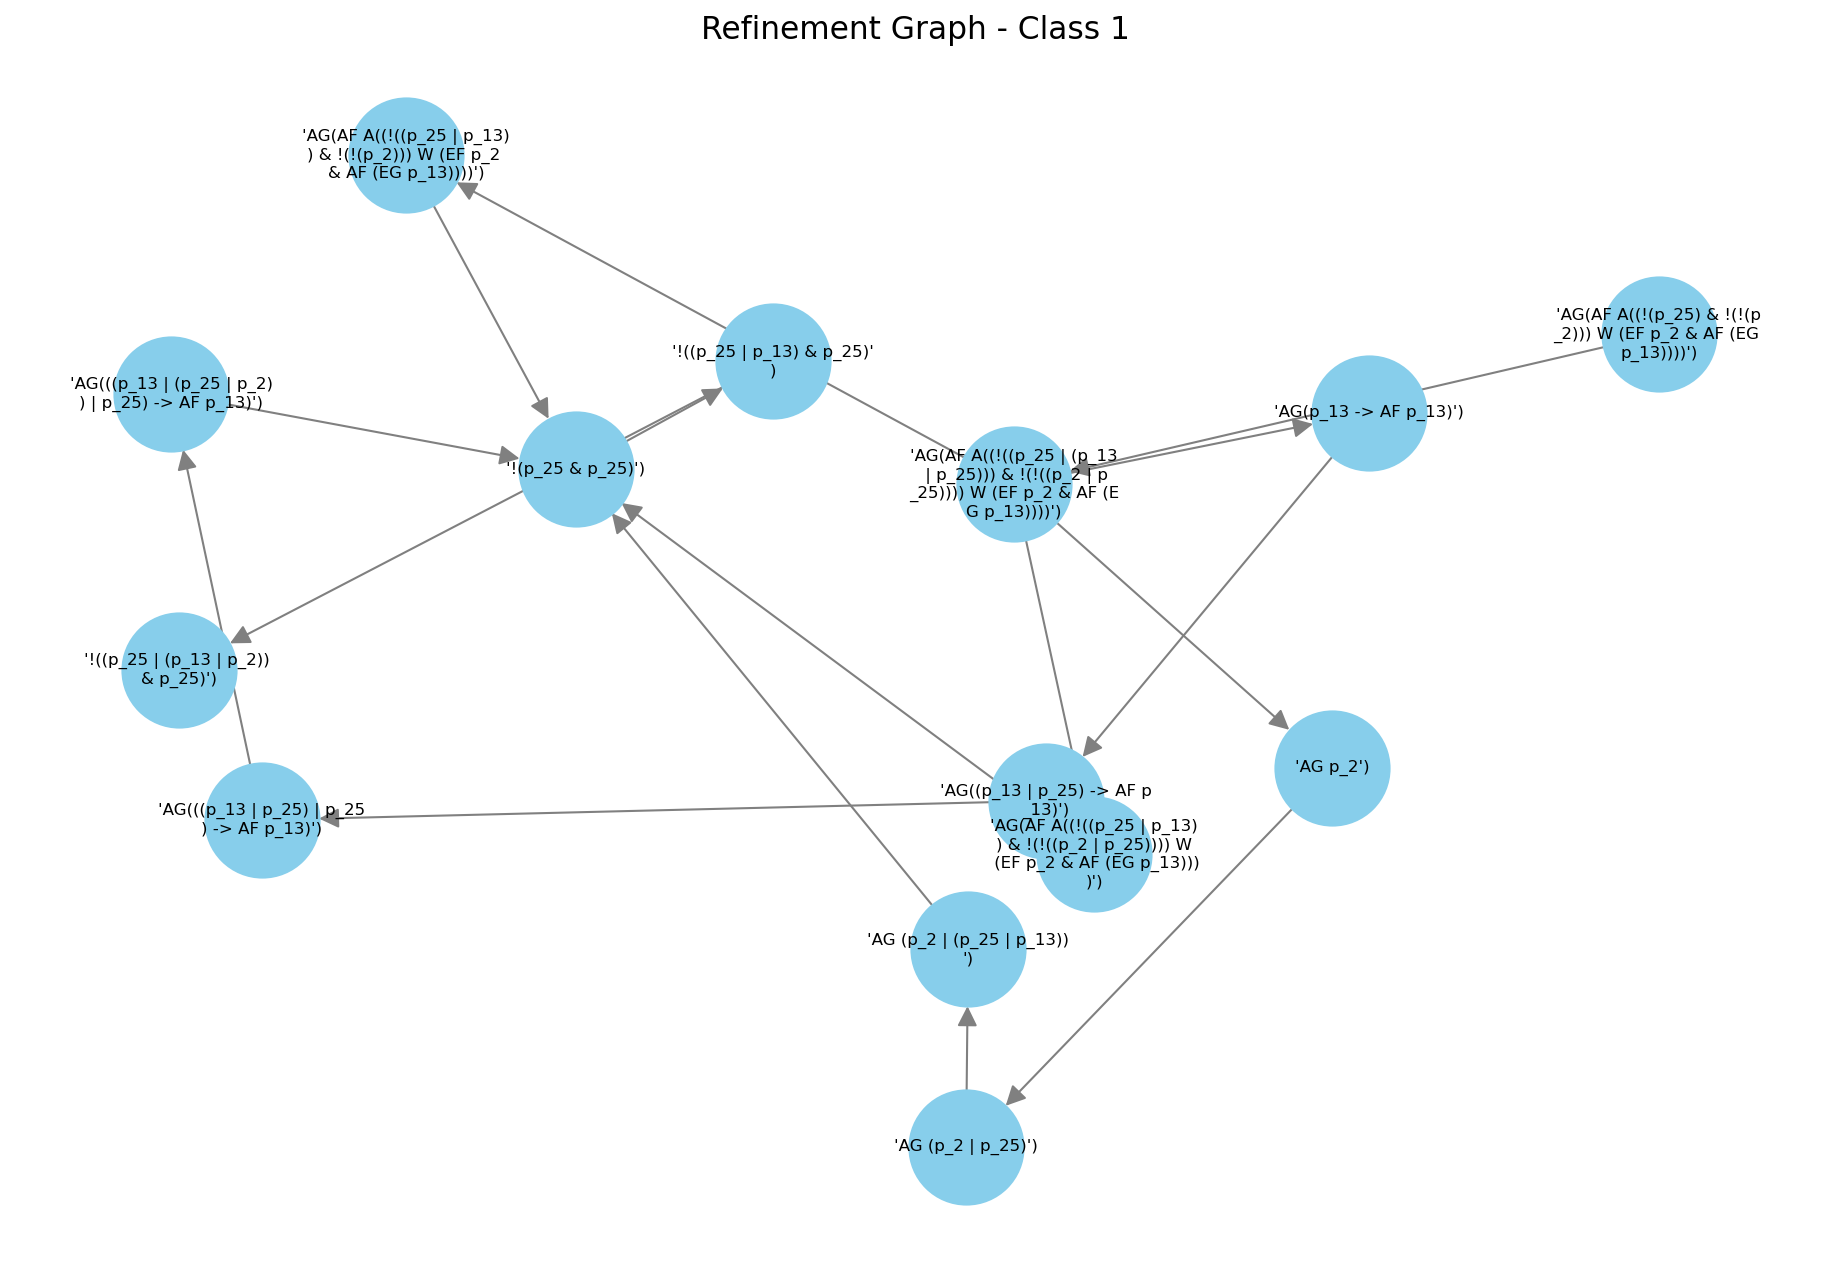 Refinement Graph - Class 1
'AG(AF A((!((p_25 | p_13)
) & !(!(p_2))) W (EF p_2
& AF (EG p_13))))')
'AG(AF A((!(p_25) & !(!(p
_2))) W (EF p_2 & AF (EG
p_13))))')
'!((p_25 | p_13) & p_25)'
)
'AG(((p_13 | (p_25 | p_2)
) | p_25) -> AF p_13)')
'AG(p_13 -> AF p_13)')
'!(p_25 & p_25)')
'AG(AF A((!((p_25 | (p_13
| p_25))) & !(!((p_2 | p
_25)))) W (EF p_2 & AF (E
G p_13))))')
'!((p_25 | (p_13 | p_2))
& p_25)')
'AG p_2')
'AG((p_13 | p_25) -> AF p
_13)')
'AG(((p_13 | p_25) | p_25
) -> AF p_13)')
'AG(AF A((!((p_25 | p_13)
) & !(!((p_2 | p_25)))) W
(EF p_2 & AF (EG p_13)))
)')
'AG (p_2 | (p_25 | p_13))
')
'AG (p_2 | p_25)')